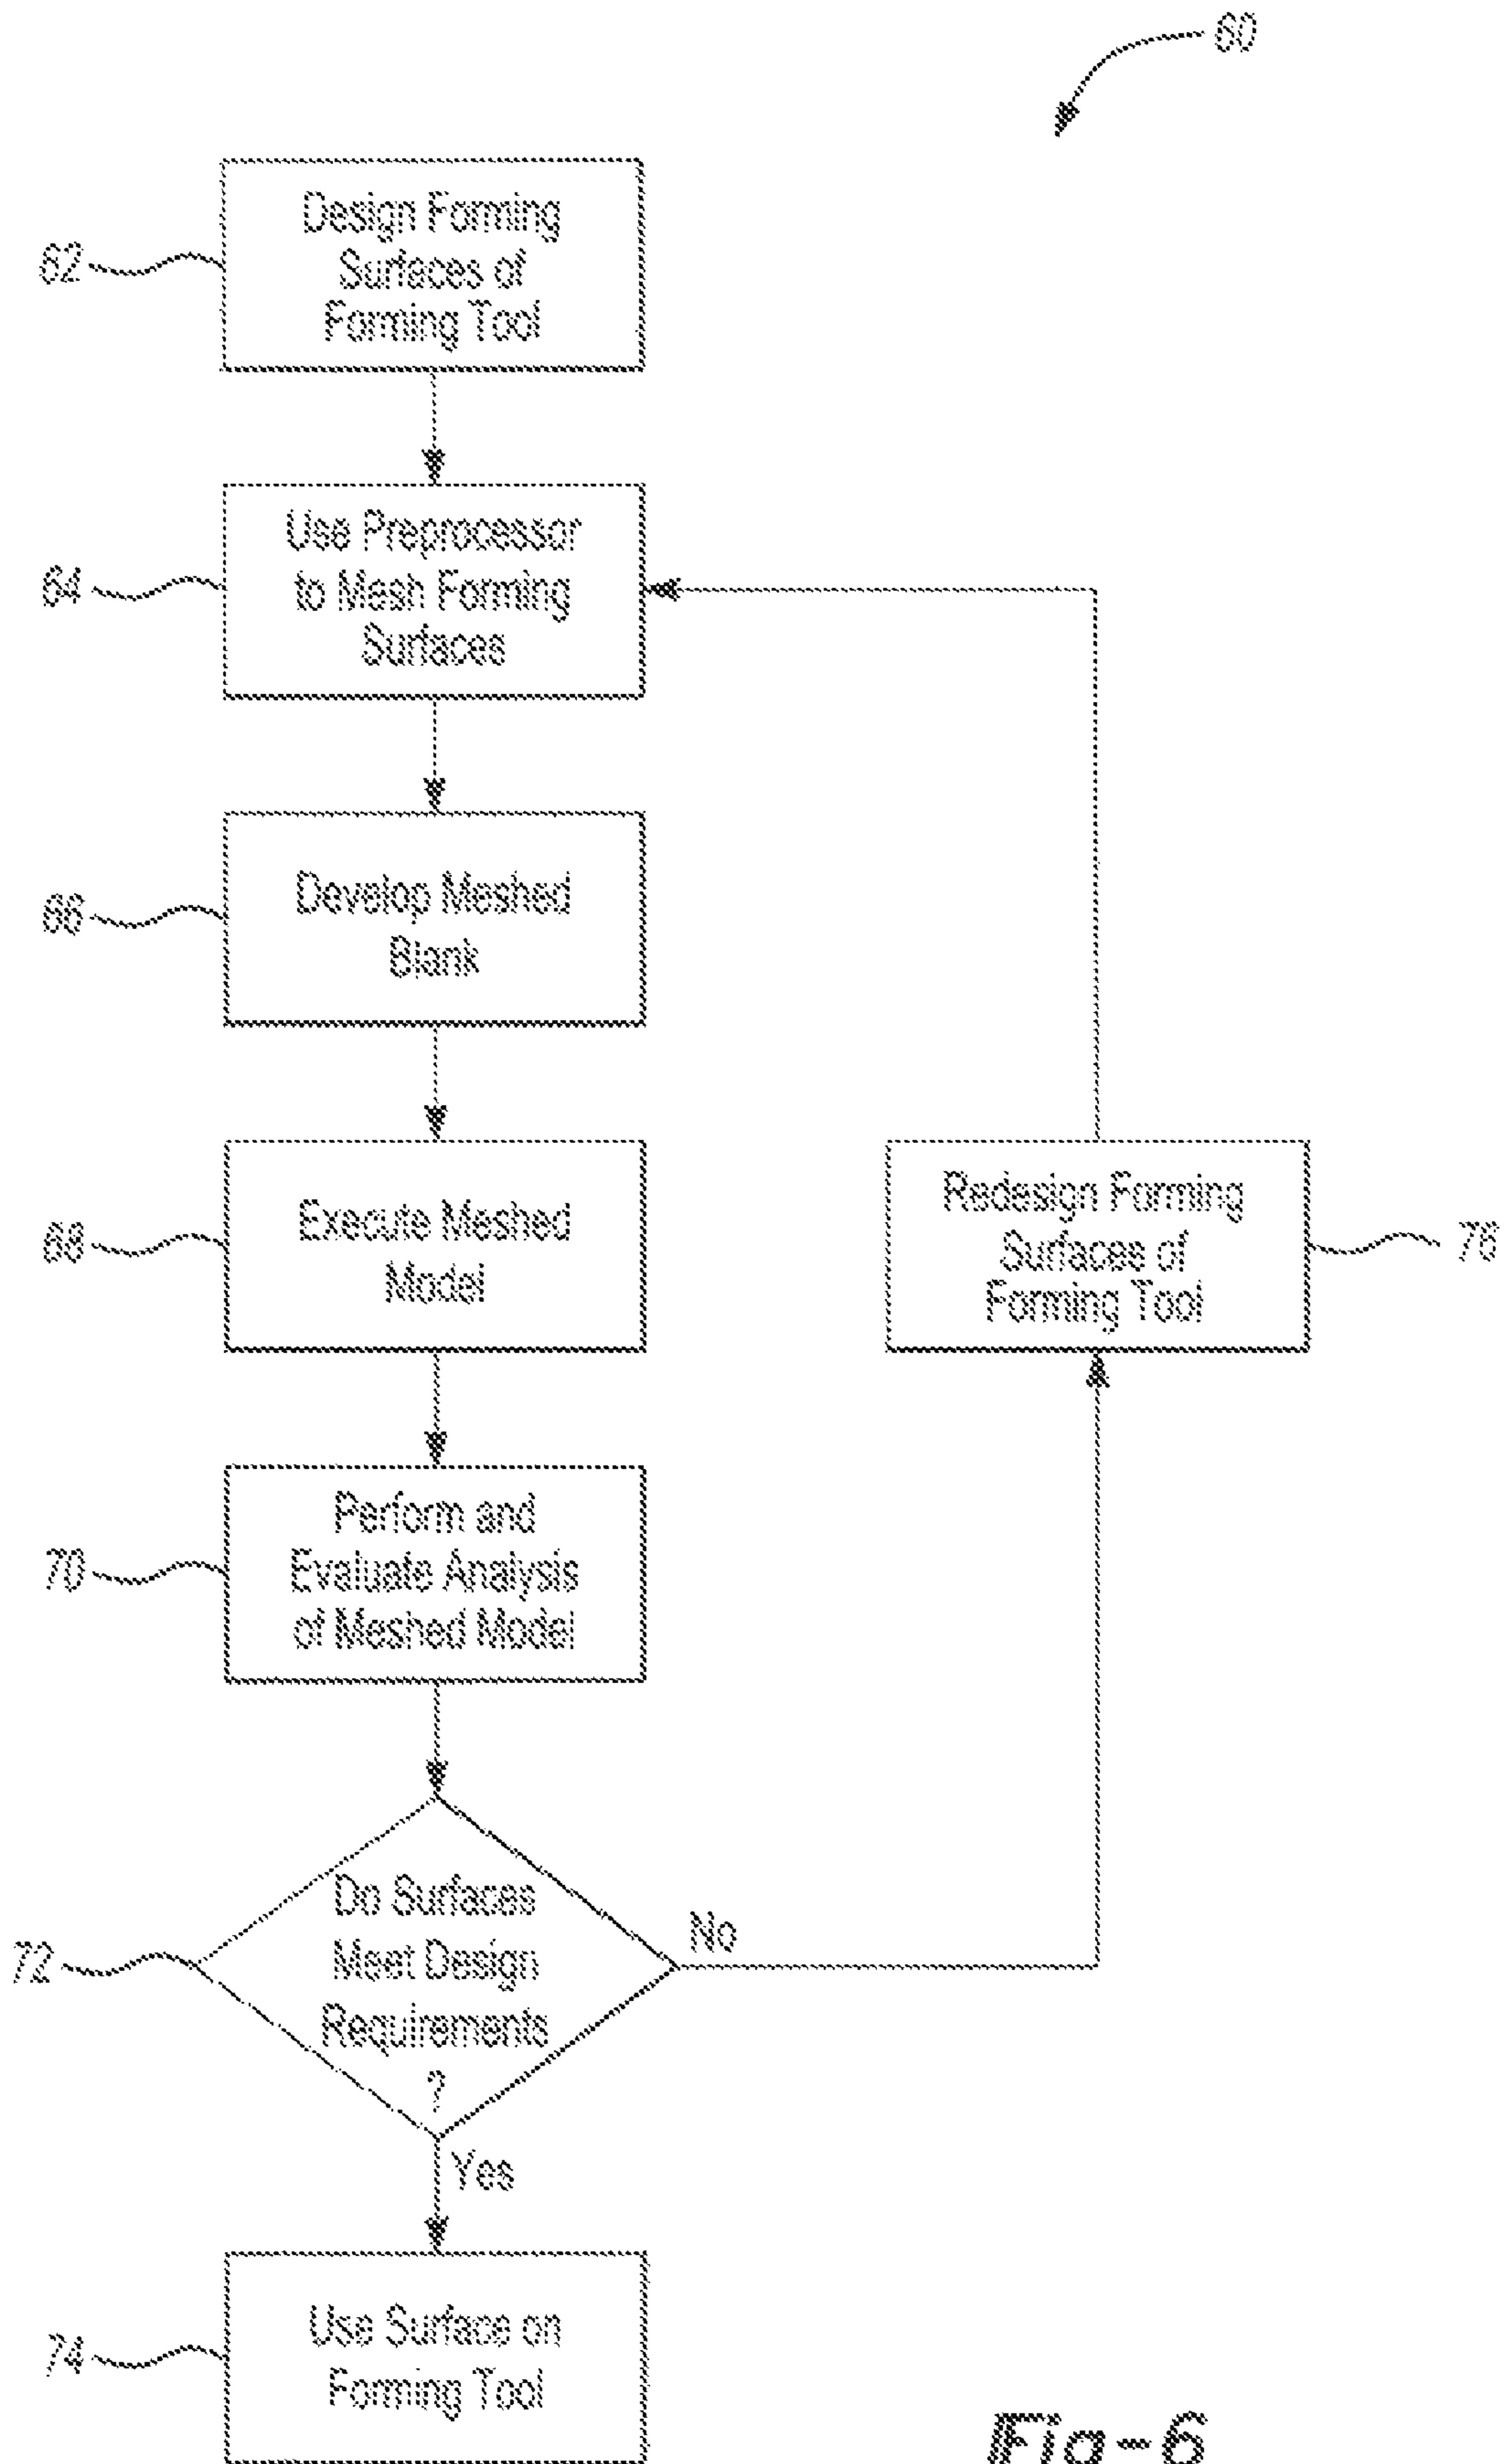 60
Design Forming
Surfaces of
Forming Tool
62
Use Preprocessor
to Mesh Forming
Surfaces
64
Develop Meshed
Blank
66
Execute Meshed
Model
68
Redesign Forming
Surfaces of
Forming Tool
76
Perform and
Evaluate Analysis
of Meshed Model
70
Do Surfaces
Meet Design
Requirements
?
72
No
Yes
Use Surface on
Forming Tool
74
Fig-6